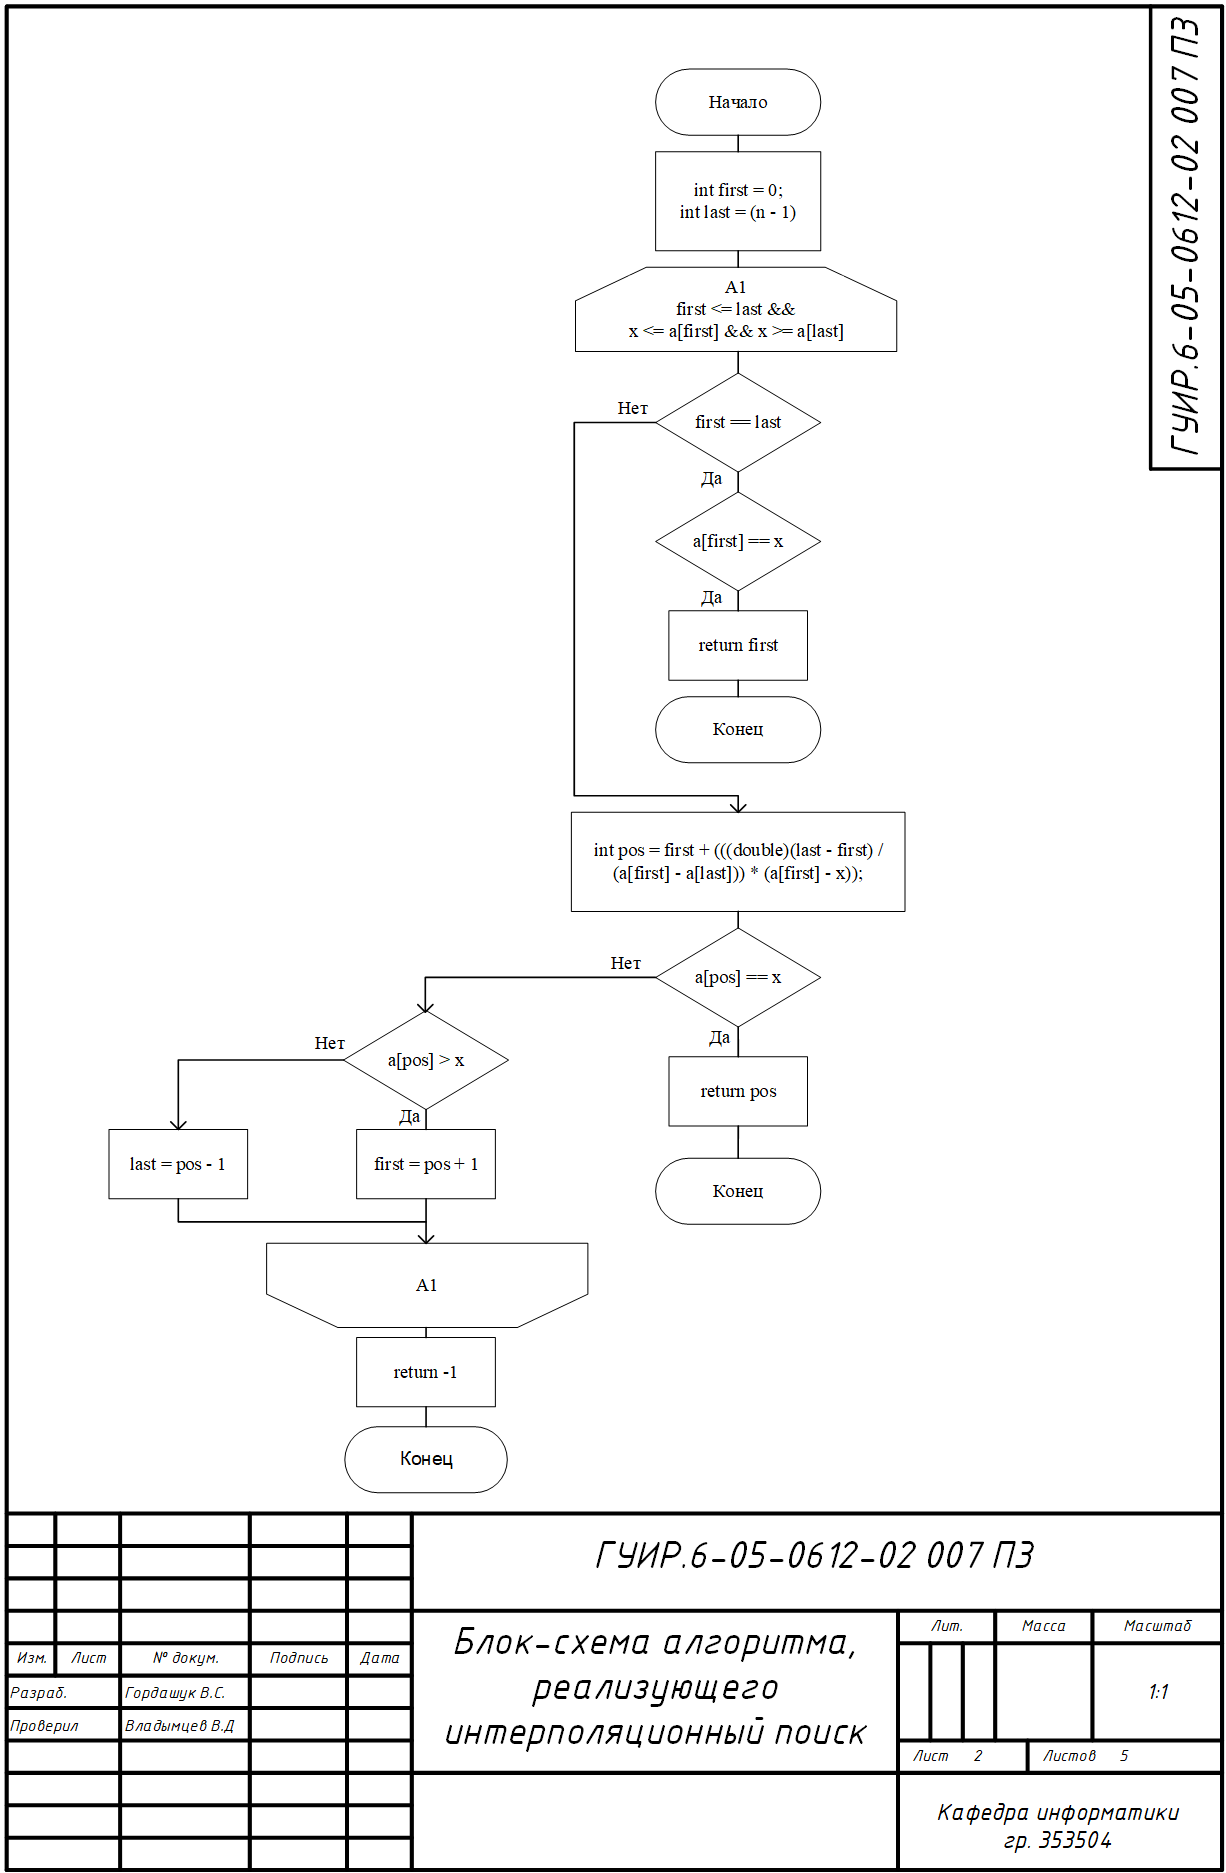 ГУИР.6-05-0612-02 007 ПЗ
Начало
int first = 0;
int last = (n - 1)
A1
first <= last &&
x <= a[first] && x >= a[last]
Нет
first == last
Да
a[first] == x
Да
return first
Конец
int pos = first + (((double)(last - first) /
(a[first] - a[last])) * (a[first] - x));
Нет
a[pos] == x
Да
Нет
a[pos] > x
Да
return pos
last = pos - 1
first = pos + 1
Конец
A1
return -1
Конец
ГУИР.6-05-0612-02 007 ПЗ
Изм.
Лист
№ докум.
Подпись
Дата
Разраб.
Гордащук В.С.
Проверил
Владымцев В.Д
Блок-схема алгоритма,
реализующего
интерполяционный поиск
Лит.
Масса
Масштаб
1:1
Лист 2
Листов 5
Кафедра информатики
гр. 353504